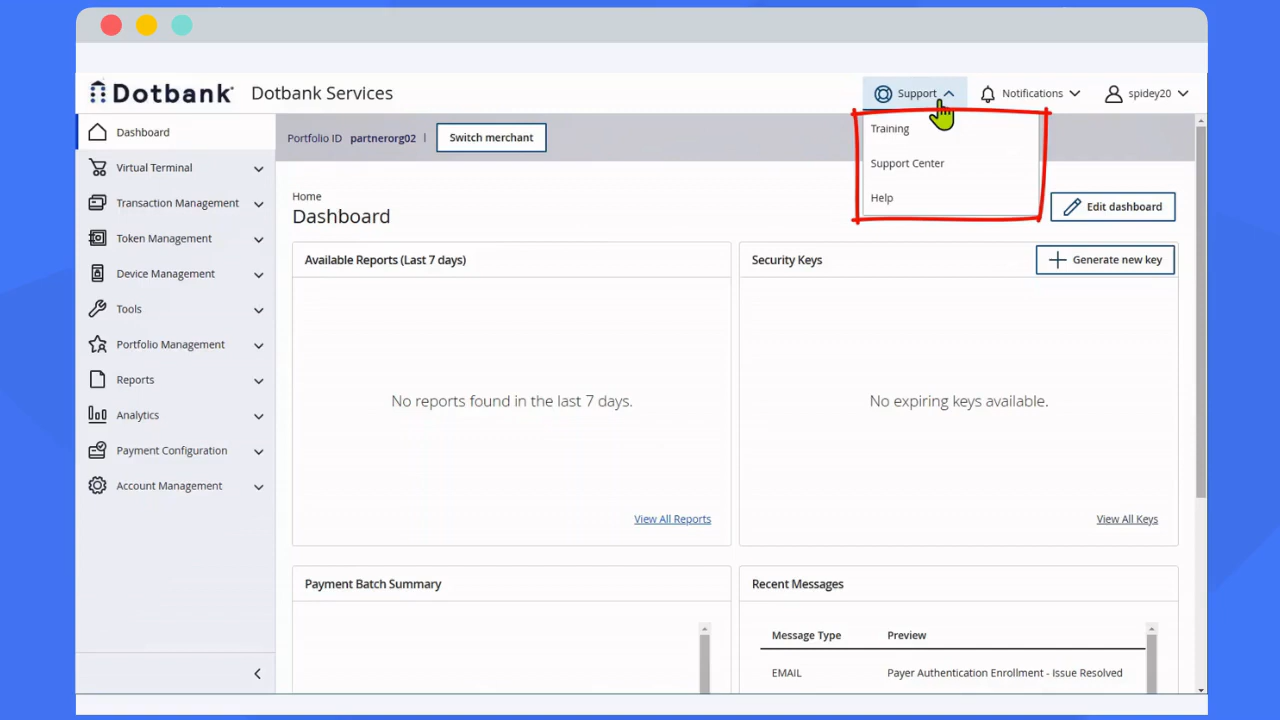 Dotbank Dotbank Services Support Notifications spidey20
Training
Support Center
Help
Portfolio ID partnerorg02 | Switch merchant
Dashboard
Virtual Terminal
Transaction Management
Token Management
Device Management
Tools
Portfolio Management
Reports
Analytics
Payment Configuration
Account Management
Home
Dashboard
Edit dashboard
Available Reports (Last 7 days)
No reports found in the last 7 days.
View All Reports
Security Keys
Generate new key
No expiring keys available.
View All Keys
Payment Batch Summary
Recent Messages
Message Type Preview
EMAIL Payer Authentication Enrollment - Issue Resolved